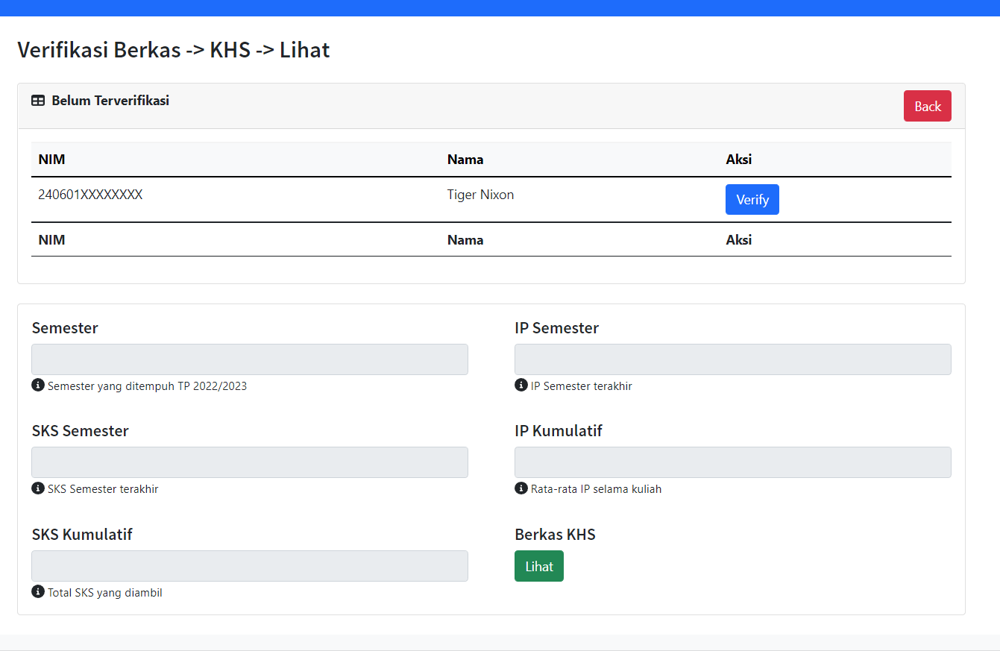 Verifikasi Berkas -> KHS -> Lihat
Belum Terverifikasi
Back
NIM Nama Aksi
240601XXXXXXXX Tiger Nixon Verify
NIM Nama Aksi
Semester
Semester yang ditempuh TP 2022/2023
IP Semester
IP Semester terakhir
SKS Semester
SKS Semester terakhir
IP Kumulatif
Rata-rata IP selama kuliah
SKS Kumulatif
Total SKS yang diambil
Berkas KHS
Lihat